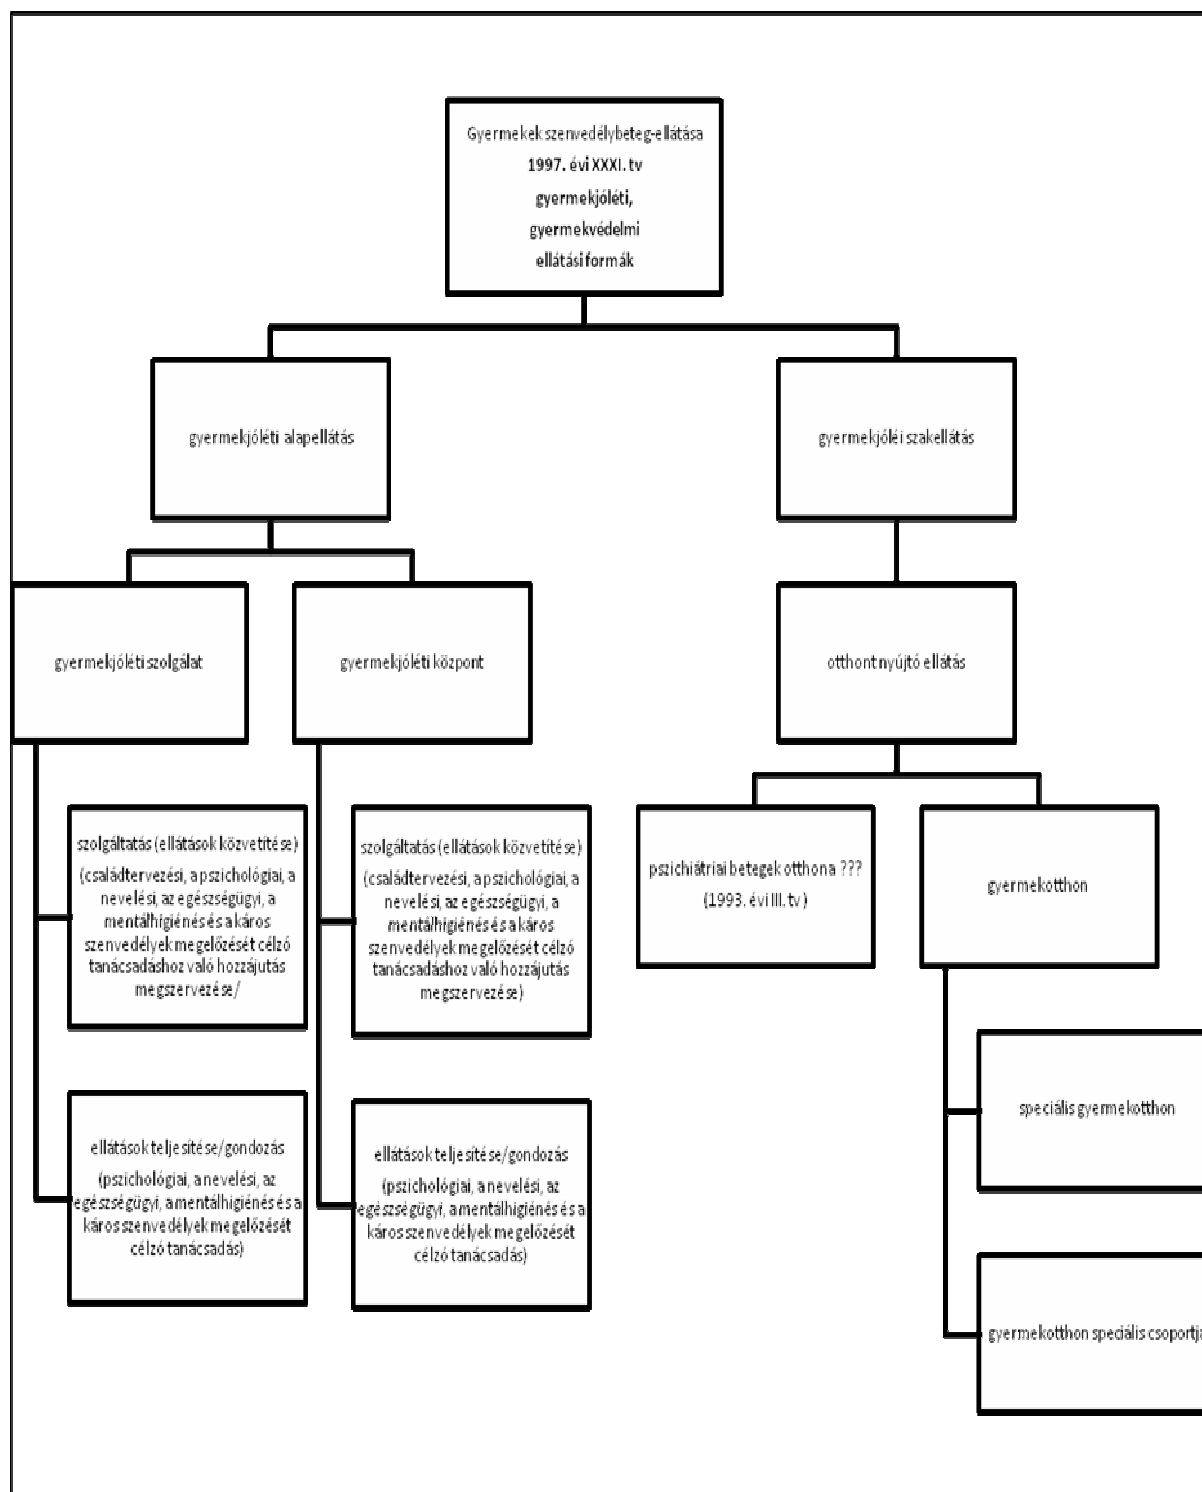 Gyermekek szenvedélybeteg-ellátása
1997. évi XXXI. tv
gyermekjóléti,
gyermekvédelmi
ellátási formák
gyermekjóléti alapellátás
gyermekjóléi szakellátás
gyermekjóléti szolgálat
gyermekjóléti központ
otthont nyújtó ellátás
szolgáltatás (ellátások közvetítése)
(családtervezési, a pszichológiai, a
nevelési, az egészségügyi, a
mentálhigiénés és a káros
szenvedélyek megelőzését célzó
tanácsadáshoz való hozzájutás
megszervezése/
szolgáltatás (ellátások közvetítése)
(családtervezési, a pszichológiai, a
nevelési, az egészségügyi, a
mentálhigiénés és a káros
szenvedélyek megelőzését célzó
tanácsadáshoz való hozzájutás
megszervezése)
pszichiátriai betegek otthona ???
(1993. évi III. tv)
gyermekotthon
ellátások teljesítése/gondozás
(pszichológiai, a nevelési, az
egészségügyi, a mentálhigiénés és a
káros szenvedélyek megelőzését
célzó tanácsadás)
ellátások teljesítése/gondozás
(pszichológiai, a nevelési, az
egészségügyi, a mentálhigiénés és a
káros szenvedélyek megelőzését
célzó tanácsadás)
speciális gyermekotthon
gyermekotthon speciális csoportja